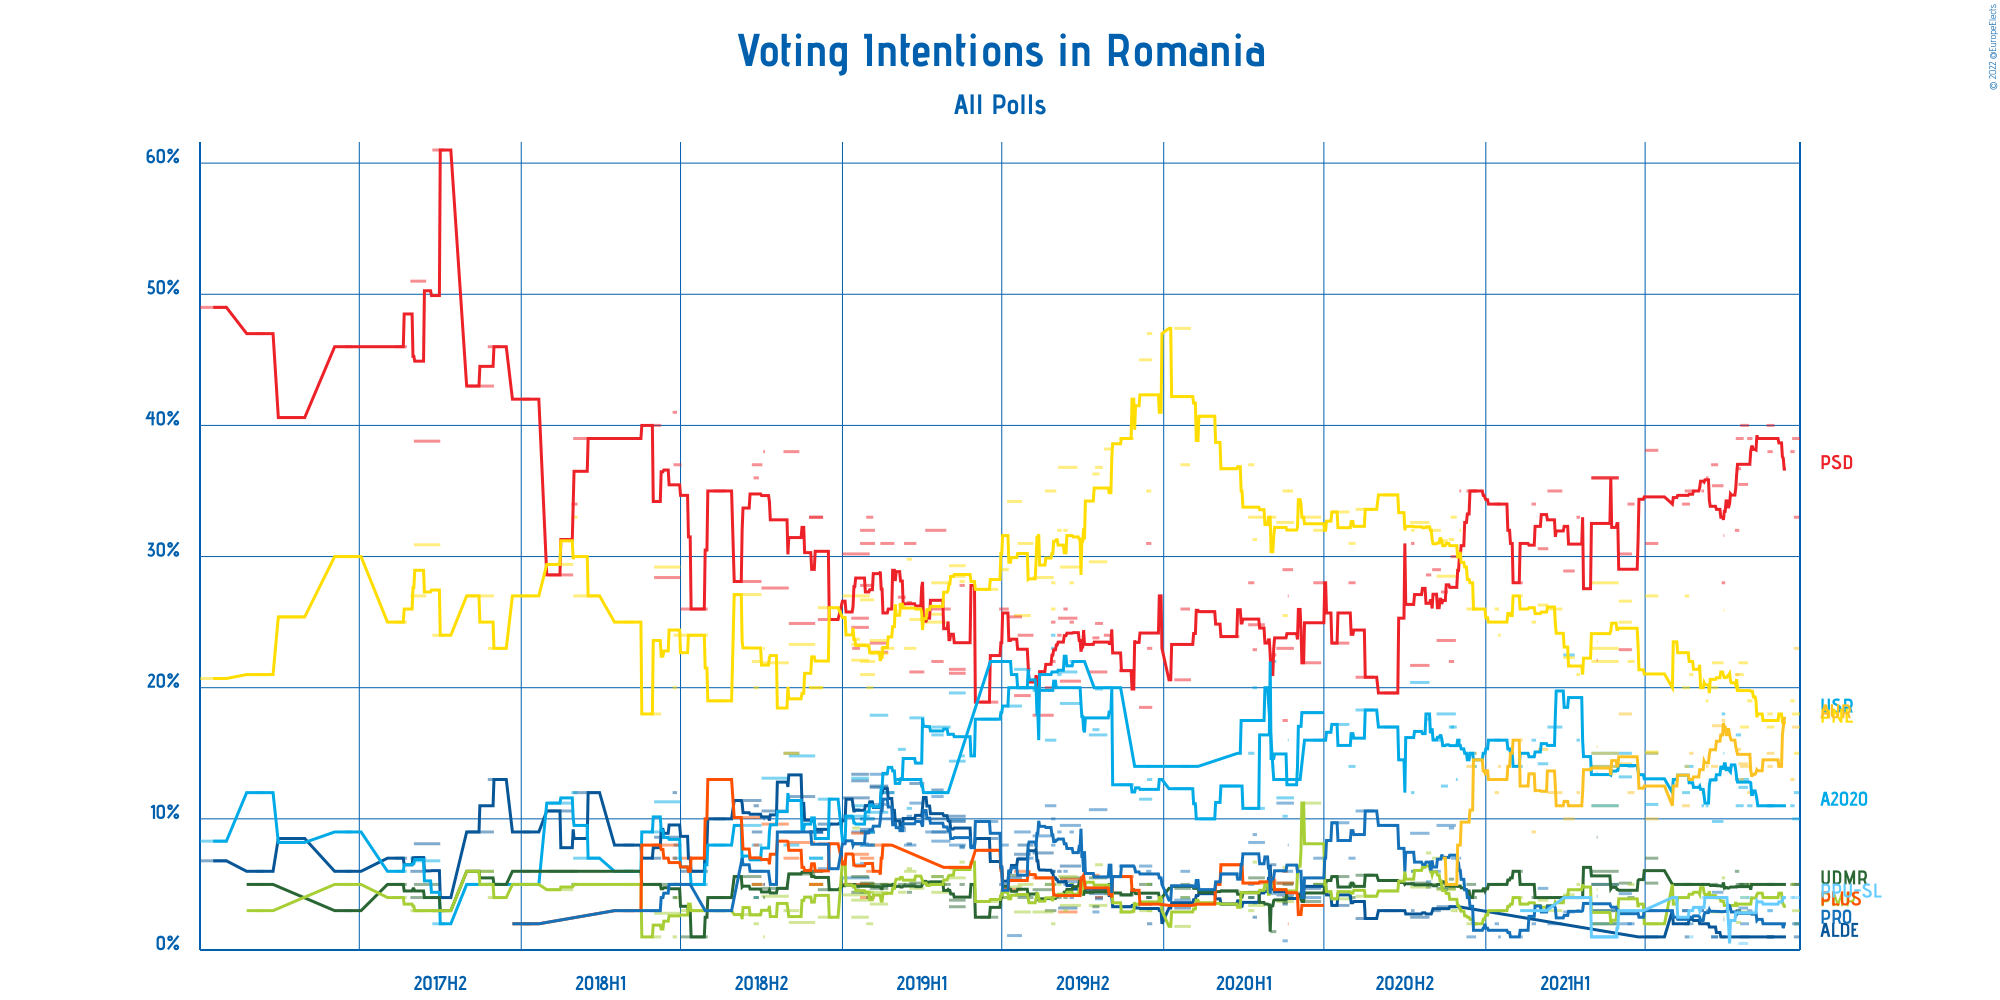 Voting Intentions in Romania
All Polls
© 2022 @EuropeElects
60%
50%
40%
30%
20%
10%
0%
PSD
USR
PNL
A2020
UDMR
PLUS
PRO
ALDE
2017H2
2018H1
2018H2
2019H1
2019H2
2020H1
2020H2
2021H1